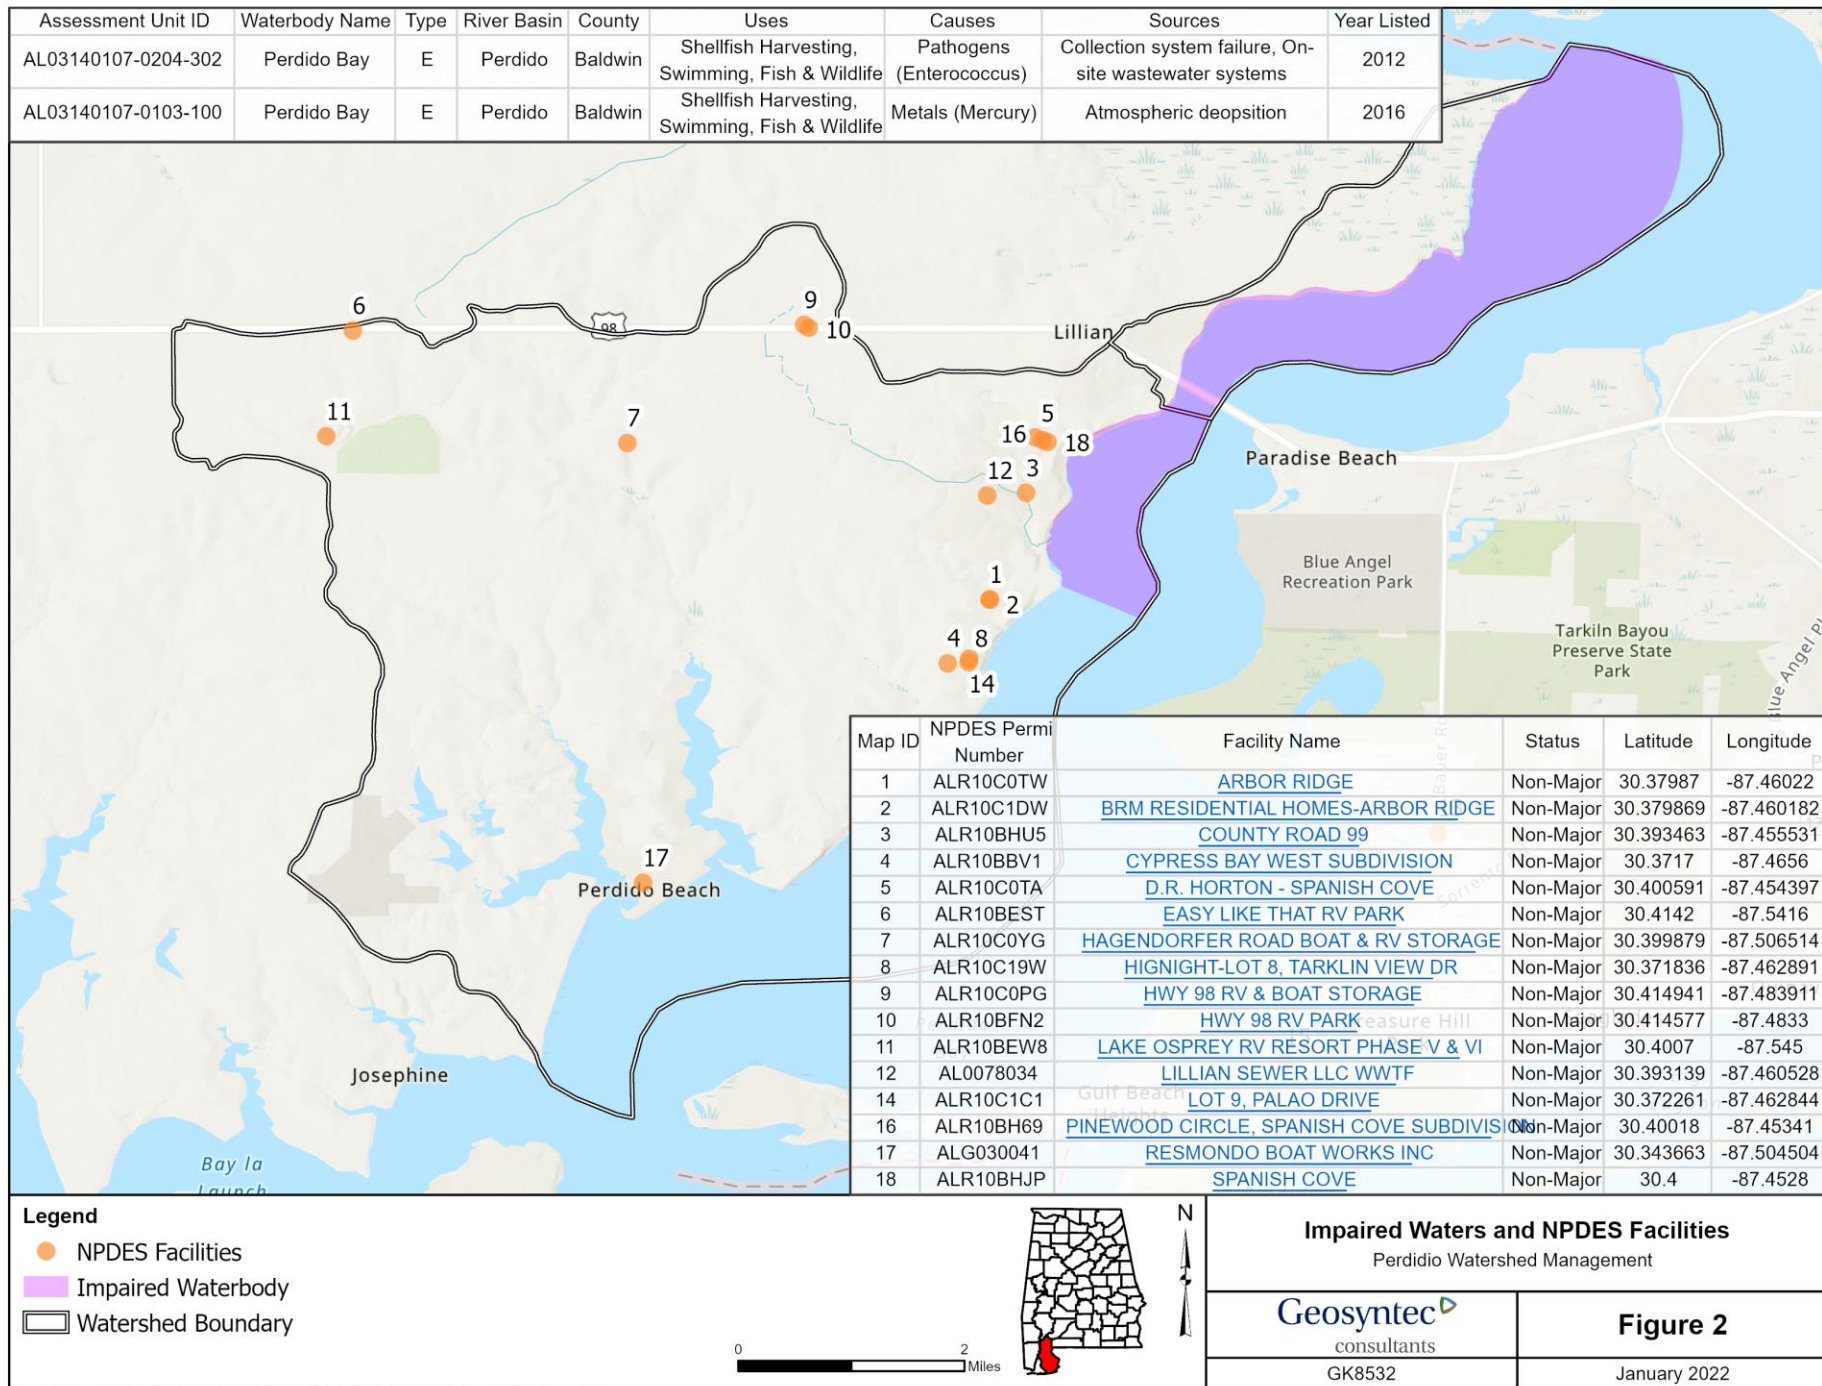 Assessment Unit ID Waterbody Name Type River Basin County Uses Causes Sources Year Listed
AL03140107-0204-302 Perdido Bay E Perdido Baldwin Shellfish Harvesting, Swimming, Fish & Wildlife Pathogens (Enterococcus) Collection system failure, On-site wastewater systems 2012
AL03140107-0103-100 Perdido Bay E Perdido Baldwin Shellfish Harvesting, Swimming, Fish & Wildlife Metals (Mercury) Atmospheric deopsition 2016
6
98
9
10
Lillian
11
7
5
16
18
12
3
Paradise Beach
1
2
Blue Angel
Recreation Park
4
8
14
Tarkiln Bayou
Preserve State
Park
Blue Angel
17
Perdido Beach
Josephine
Bay la
Launch
Gulf Beach
Heights
Map ID NPDES Permi Number Facility Name Status Latitude Longitude
1 ALR10C0TW ARBOR RIDGE Non-Major 30.37987 -87.46022
2 ALR10C1DW BRM RESIDENTIAL HOMES-ARBOR RIDGE Non-Major 30.379869 -87.460182
3 ALR10BHU5 COUNTY ROAD 99 Non-Major 30.393463 -87.455531
4 ALR10BBV1 CYPRESS BAY WEST SUBDIVISION Non-Major 30.3717 -87.4656
5 ALR10C0TA D.R. HORTON - SPANISH COVE Non-Major 30.400591 -87.454397
6 ALR10BEST EASY LIKE THAT RV PARK Non-Major 30.4142 -87.5416
7 ALR10C0YG HAGENDORFER ROAD BOAT & RV STORAGE Non-Major 30.399879 -87.506514
8 ALR10C19W HIGNIGHT-LOT 8, TARKLIN VIEW DR Non-Major 30.371836 -87.462891
9 ALR10C0PG HWY 98 RV & BOAT STORAGE Non-Major 30.414941 -87.483911
10 ALR10BFN2 HWY 98 RV PARK Non-Major 30.414577 -87.4833
11 ALR10BEW8 LAKE OSPREY RV RESORT PHASE V & VI Non-Major 30.4007 -87.545
12 AL0078034 LILLIAN SEWER LLC WWTF Non-Major 30.393139 -87.460528
14 ALR10C1C1 LOT 9, PALAO DRIVE Non-Major 30.372261 -87.462844
16 ALR10BH69 PINEWOOD CIRCLE, SPANISH COVE SUBDIVISION Non-Major 30.40018 -87.45341
17 ALG030041 RESMONDO BOAT WORKS INC Non-Major 30.343663 -87.504504
18 ALR10BHJP SPANISH COVE Non-Major 30.4 -87.4528
Legend
NPDES Facilities
Impaired Waterbody
Watershed Boundary
0 2
Miles
N
Impaired Waters and NPDES Facilities
Perdidio Watershed Management
Geosyntec
consultants
Figure 2
GK8532
January 2022